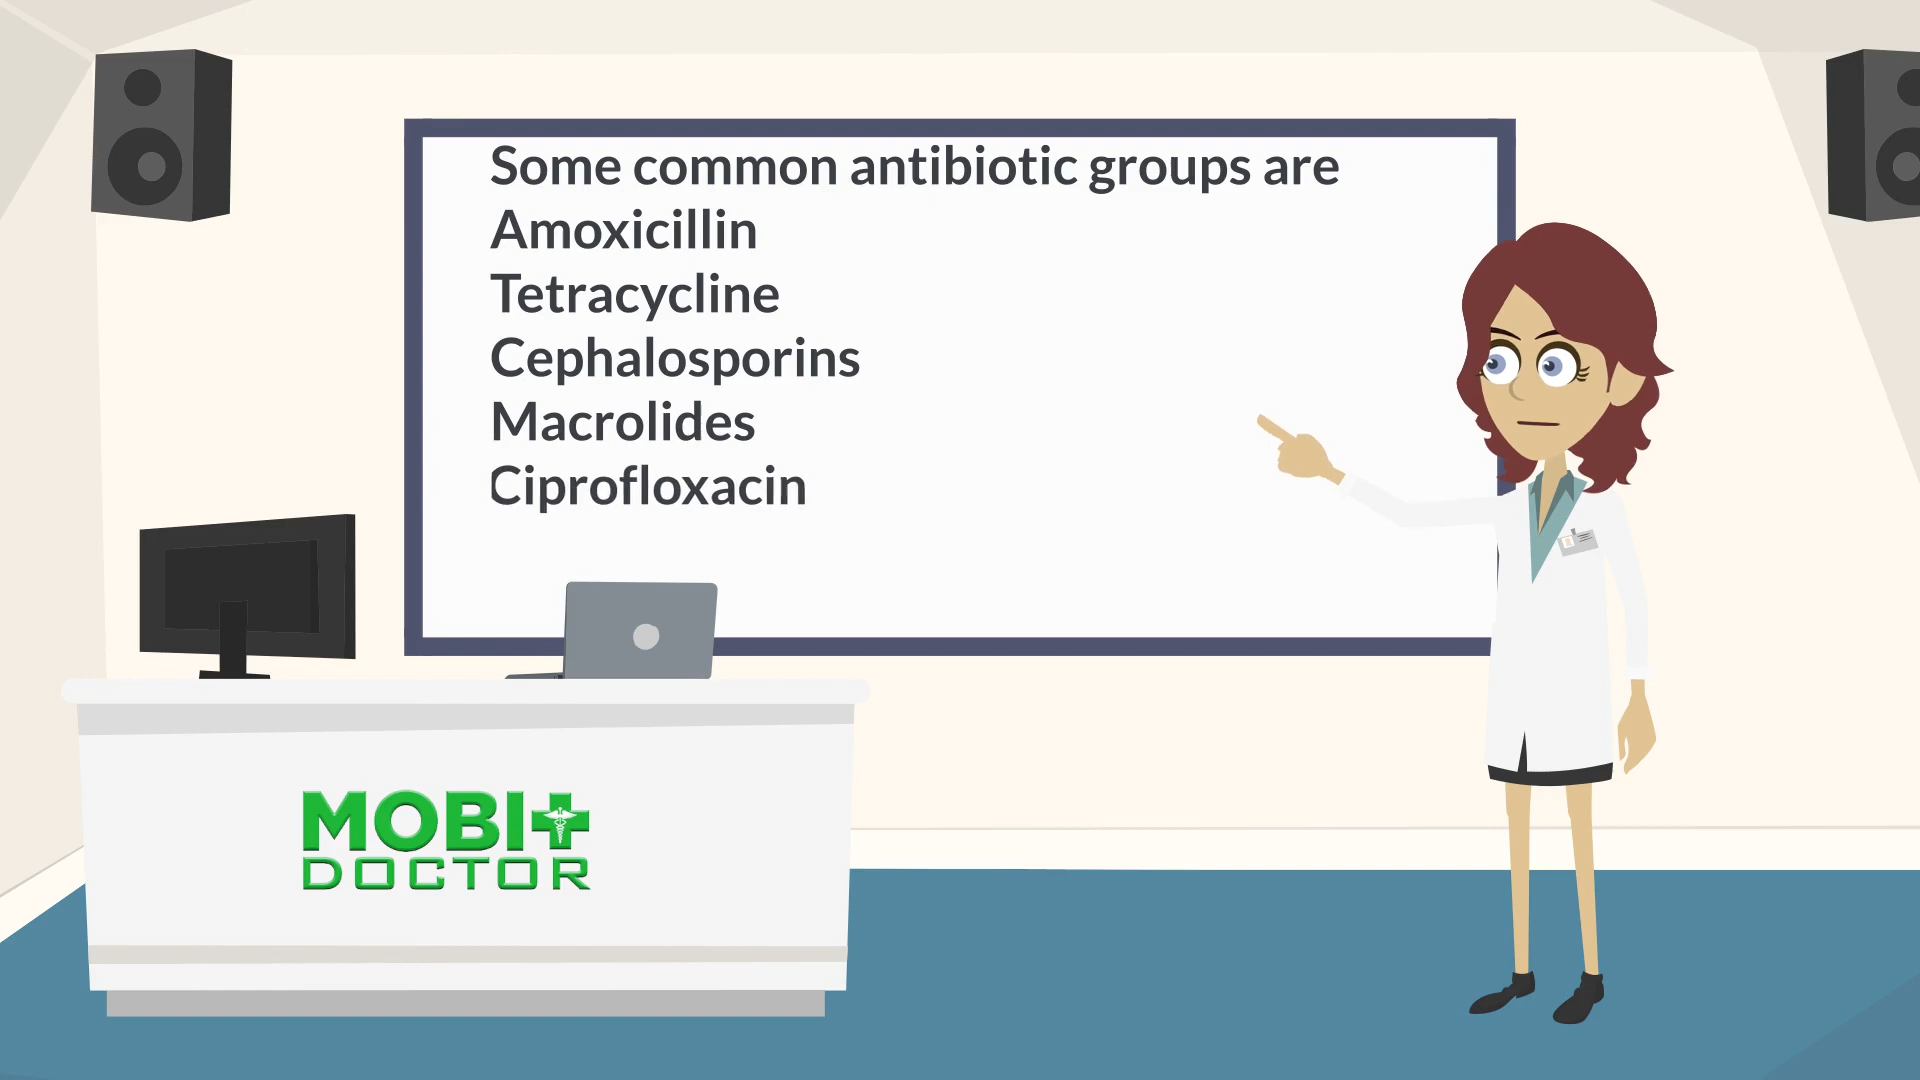 Some common antibiotic groups are
Amoxicillin
Tetracycline
Cephalosporins
Macrolides
Ciprofloxacin
MOBI
DOCTOR